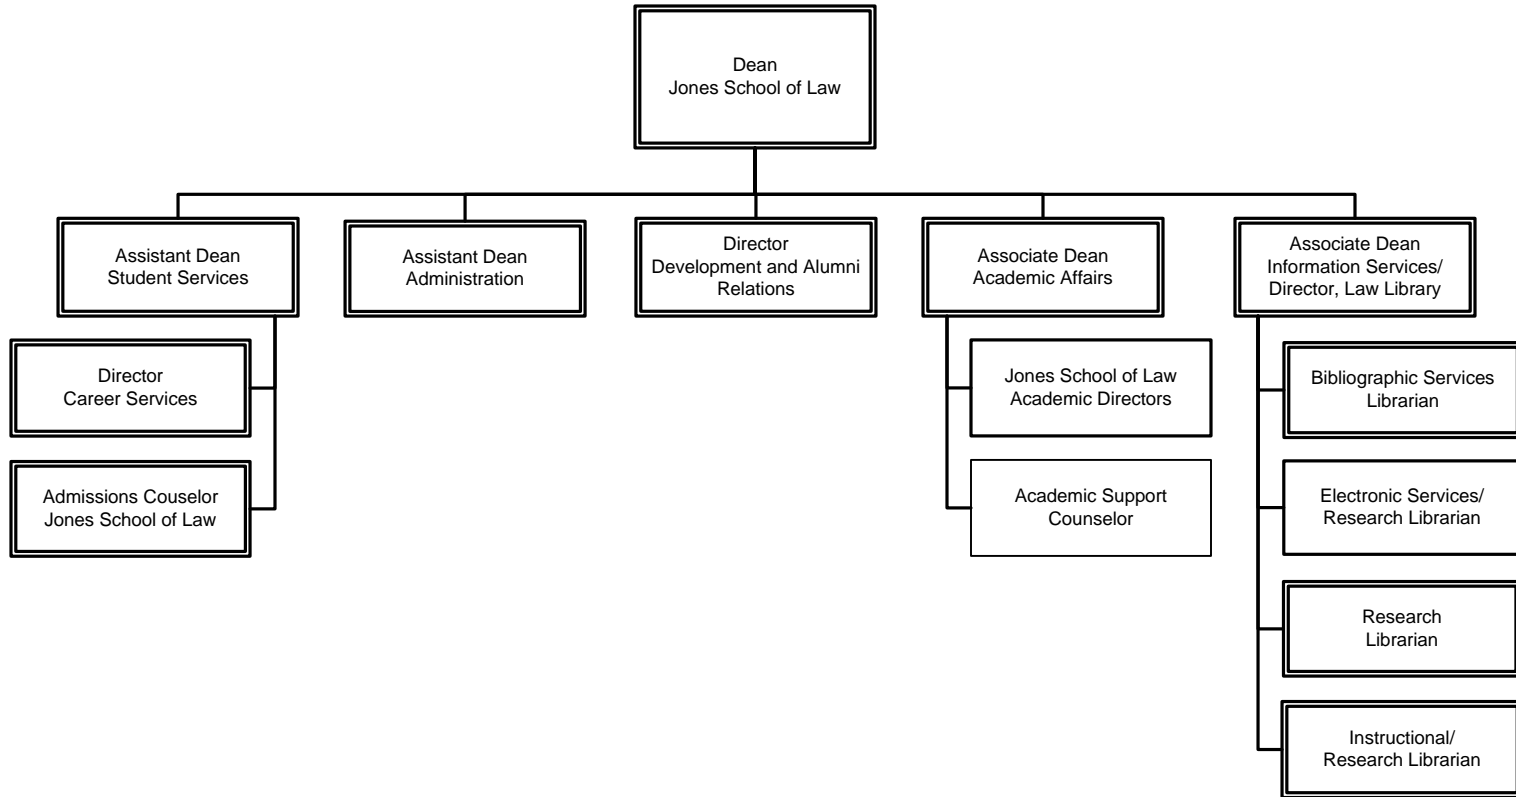 Dean
Jones School of Law
Assistant Dean
Student Services
Assistant Dean
Administration
Director
Development and Alumni
Relations
Associate Dean
Academic Affairs
Associate Dean
Information Services/
Director, Law Library
Director
Career Services
Admissions Couselor
Jones School of Law
Jones School of Law
Academic Directors
Academic Support
Counselor
Bibliographic Services
Librarian
Electronic Services/
Research Librarian
Research
Librarian
Instructional/
Research Librarian